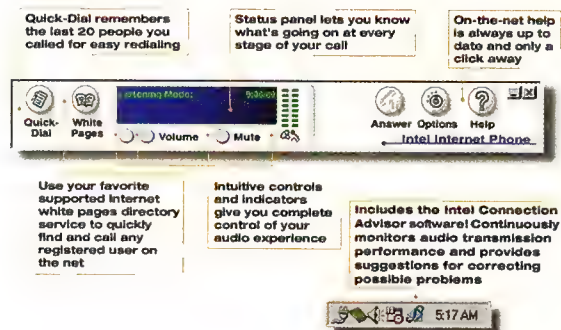 Quick-Dial remembers
the last 20 people you
called for easy redialing
Status panel lets you know
what's going on at every
stage of your call
On-the-net help
is always up to
date and only a
click away
Listening Mode:
Quick-
Dial
White
Pages
Volume
Mute
Answer
Options
Help
Intel Internet Phone
Use your favorite
supported Internet
white pages directory
service to quickly
find and call any
registered user on
the net
Intuitive controls
and indicators
give you complete
control of your
audio experience
Includes the Intel Connection
Advisor software! Continuously
monitors audio transmission
performance and provides
suggestions for correcting
possible problems
5:17 AM